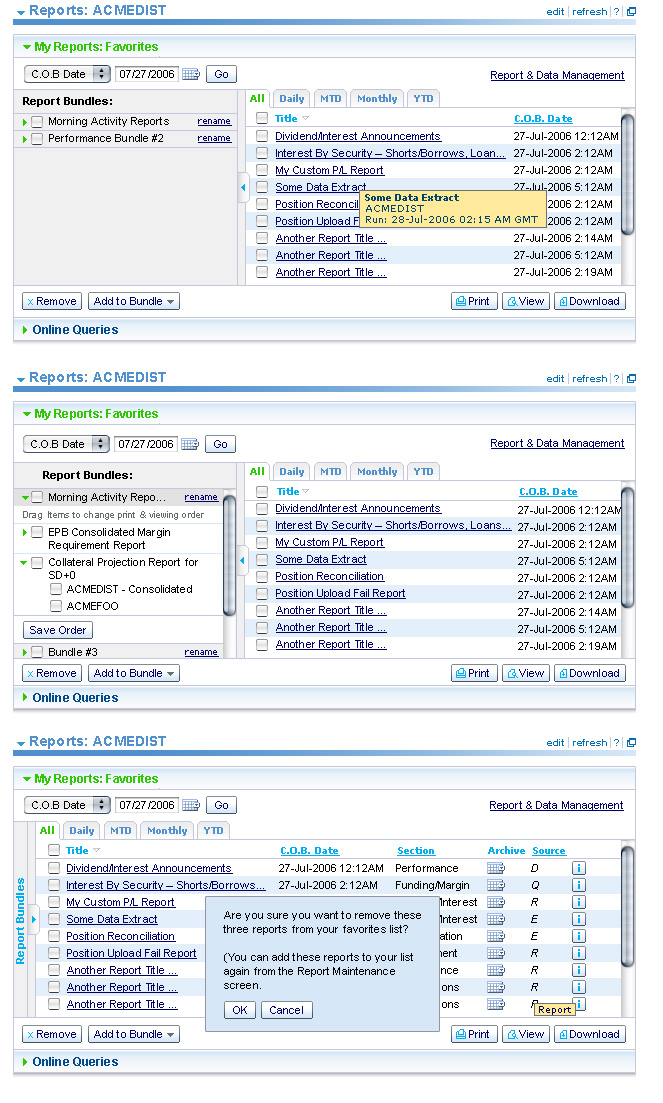 Reports: ACMEDIST edit refresh ?
My Reports: Favorites
C.O.B Date 07/27/2006 Go Report & Data Management
Report Bundles: All Daily MTD Monthly YTD
Title C.O.B. Date
Morning Activity Reports rename
Performance Bundle #2 rename
Dividend/Interest Announcements 27-Jul-2006 12:12AM
Interest By Security – Shorts/Borrows, Loan... 27-Jul-2006 2:12AM
My Custom P/L Report 27-Jul-2006 2:12AM
Some Data Extract 27-Jul-2006 5:12AM
Position Reconcil 27-Jul-2006 2:12AM
Position Upload F 27-Jul-2006 2:12AM
Some Data Extract
ACMEDIST
Run: 28-Jul-2006 02:15 AM GMT
Another Report Title ... 27-Jul-2006 2:14AM
Another Report Title ... 27-Jul-2006 5:12AM
Another Report Title ... 27-Jul-2006 2:19AM
x Remove Add to Bundle Print View Download
Online Queries
Reports: ACMEDIST edit refresh ?
My Reports: Favorites
C.O.B Date 07/27/2006 Go Report & Data Management
Report Bundles: All Daily MTD Monthly YTD
Morning Activity Repo... rename
Drag Items to change print & viewing order
EPB Consolidated Margin
Requirement Report
Collateral Projection Report for
SD+0
ACMEDIST - Consolidated
ACMEFOO
Save Order
Bundle #3 rename
Title C.O.B. Date
Dividend/Interest Announcements 27-Jul-2006 12:12AM
Interest By Security – Shorts/Borrows, Loans... 27-Jul-2006 2:12AM
My Custom P/L Report 27-Jul-2006 2:12AM
Some Data Extract 27-Jul-2006 5:12AM
Position Reconciliation 27-Jul-2006 2:12AM
Position Upload Fail Report 27-Jul-2006 2:12AM
Another Report Title ... 27-Jul-2006 2:14AM
Another Report Title ... 27-Jul-2006 5:12AM
Another Report Title ... 27-Jul-2006 2:19AM
x Remove Add to Bundle Print View Download
Online Queries
Reports: ACMEDIST edit refresh ?
My Reports: Favorites
C.O.B Date 07/27/2006 Go Report & Data Management
Report Bundles
All Daily MTD Monthly YTD
Title C.O.B. Date Section Archive Source
Dividend/Interest Announcements 27-Jul-2006 12:12AM Performance D i
Interest By Security – Shorts/Borrows... 27-Jul-2006 2:12AM Funding/Margin Q i
My Custom P/L Report /Interest R i
Some Data Extract /Interest E i
Position Reconciliation ation E i
Position Upload Fail Report nent R i
Another Report Title ... nce R i
Another Report Title ... ons R i
Another Report Title ... ons R i
Are you sure you want to remove these
three reports from your favorites list?
(You can add these reports to your list
again from the Report Maintenance
screen.
OK Cancel
Report
x Remove Add to Bundle Print View Download
Online Queries